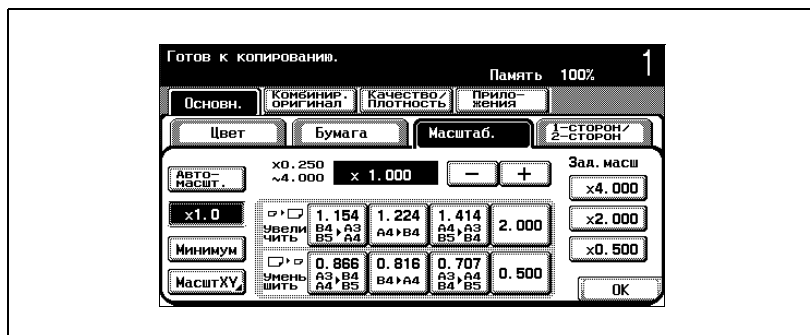 Готов к копированию.
1
Память 100%
Основн.
Комбинир. оригинал
Качество/ плотность
Прило- жения
Цвет
Бумага
Масштаб.
1-сторон/ 2-сторон
Авто- масшт.
x0.250 ~4.000
x 1.000
−
+
Зад. масш
x4.000
x1.0
Увели чить
1.154 B4▸A3 B5▸A4
1.224 A4▸B4
1.414 A4▸A3 B5▸B4
2.000
x2.000
Минимум
x0.500
МасштXY
Умень шить
0.866 A3▸B4 A4▸B5
0.816 B4▸A4
0.707 A3▸A4 B4▸B5
0.500
OK